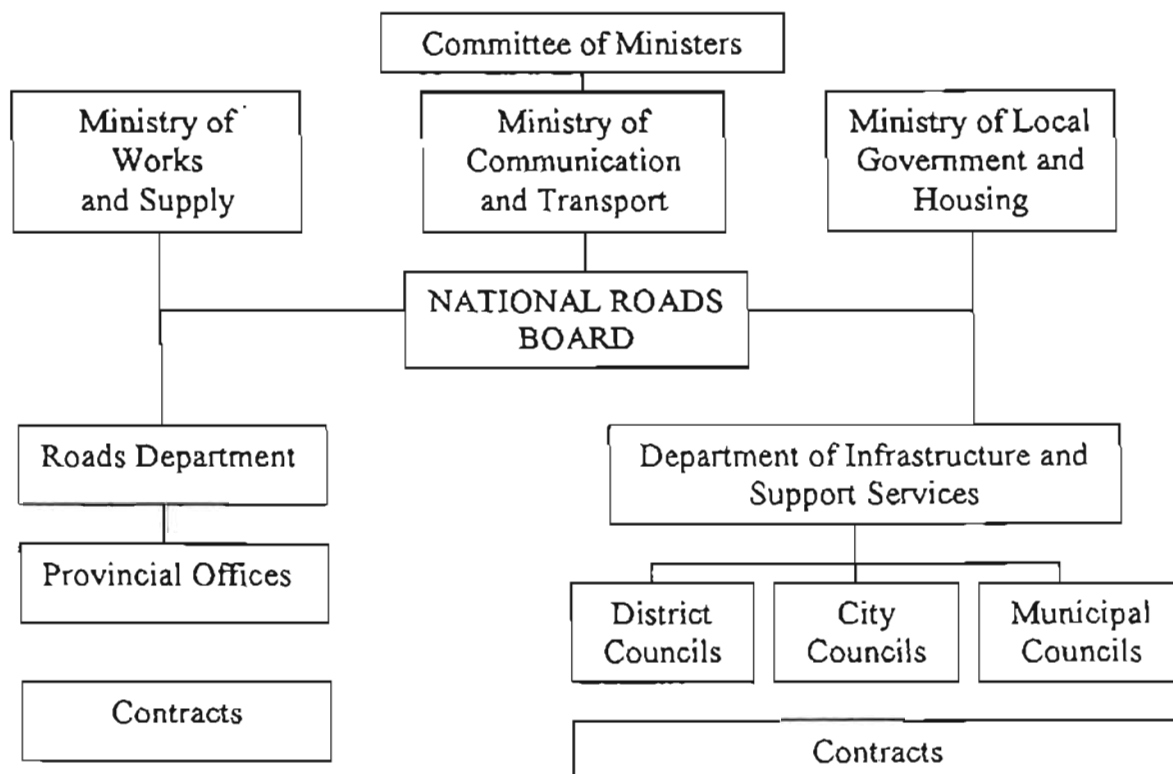 Committee of Ministers
Ministry of
Works
and Supply
Ministry of
Communication
and Transport
Ministry of Local
Government and
Housing
NATIONAL ROADS
BOARD
Roads Department
Department of Infrastructure and
Support Services
Provincial Offices
District
Councils
City
Councils
Municipal
Councils
Contracts
Contracts